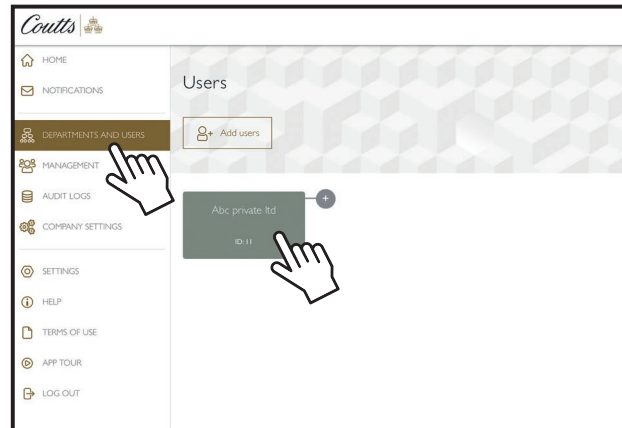 Coutts
HOME
NOTIFICATIONS
DEPARTMENTS AND USERS
MANAGEMENT
AUDIT LOGS
COMPANY SETTINGS
SETTINGS
HELP
TERMS OF USE
APP TOUR
LOG OUT
Users
Add users
Abc private ltd
ID: 11